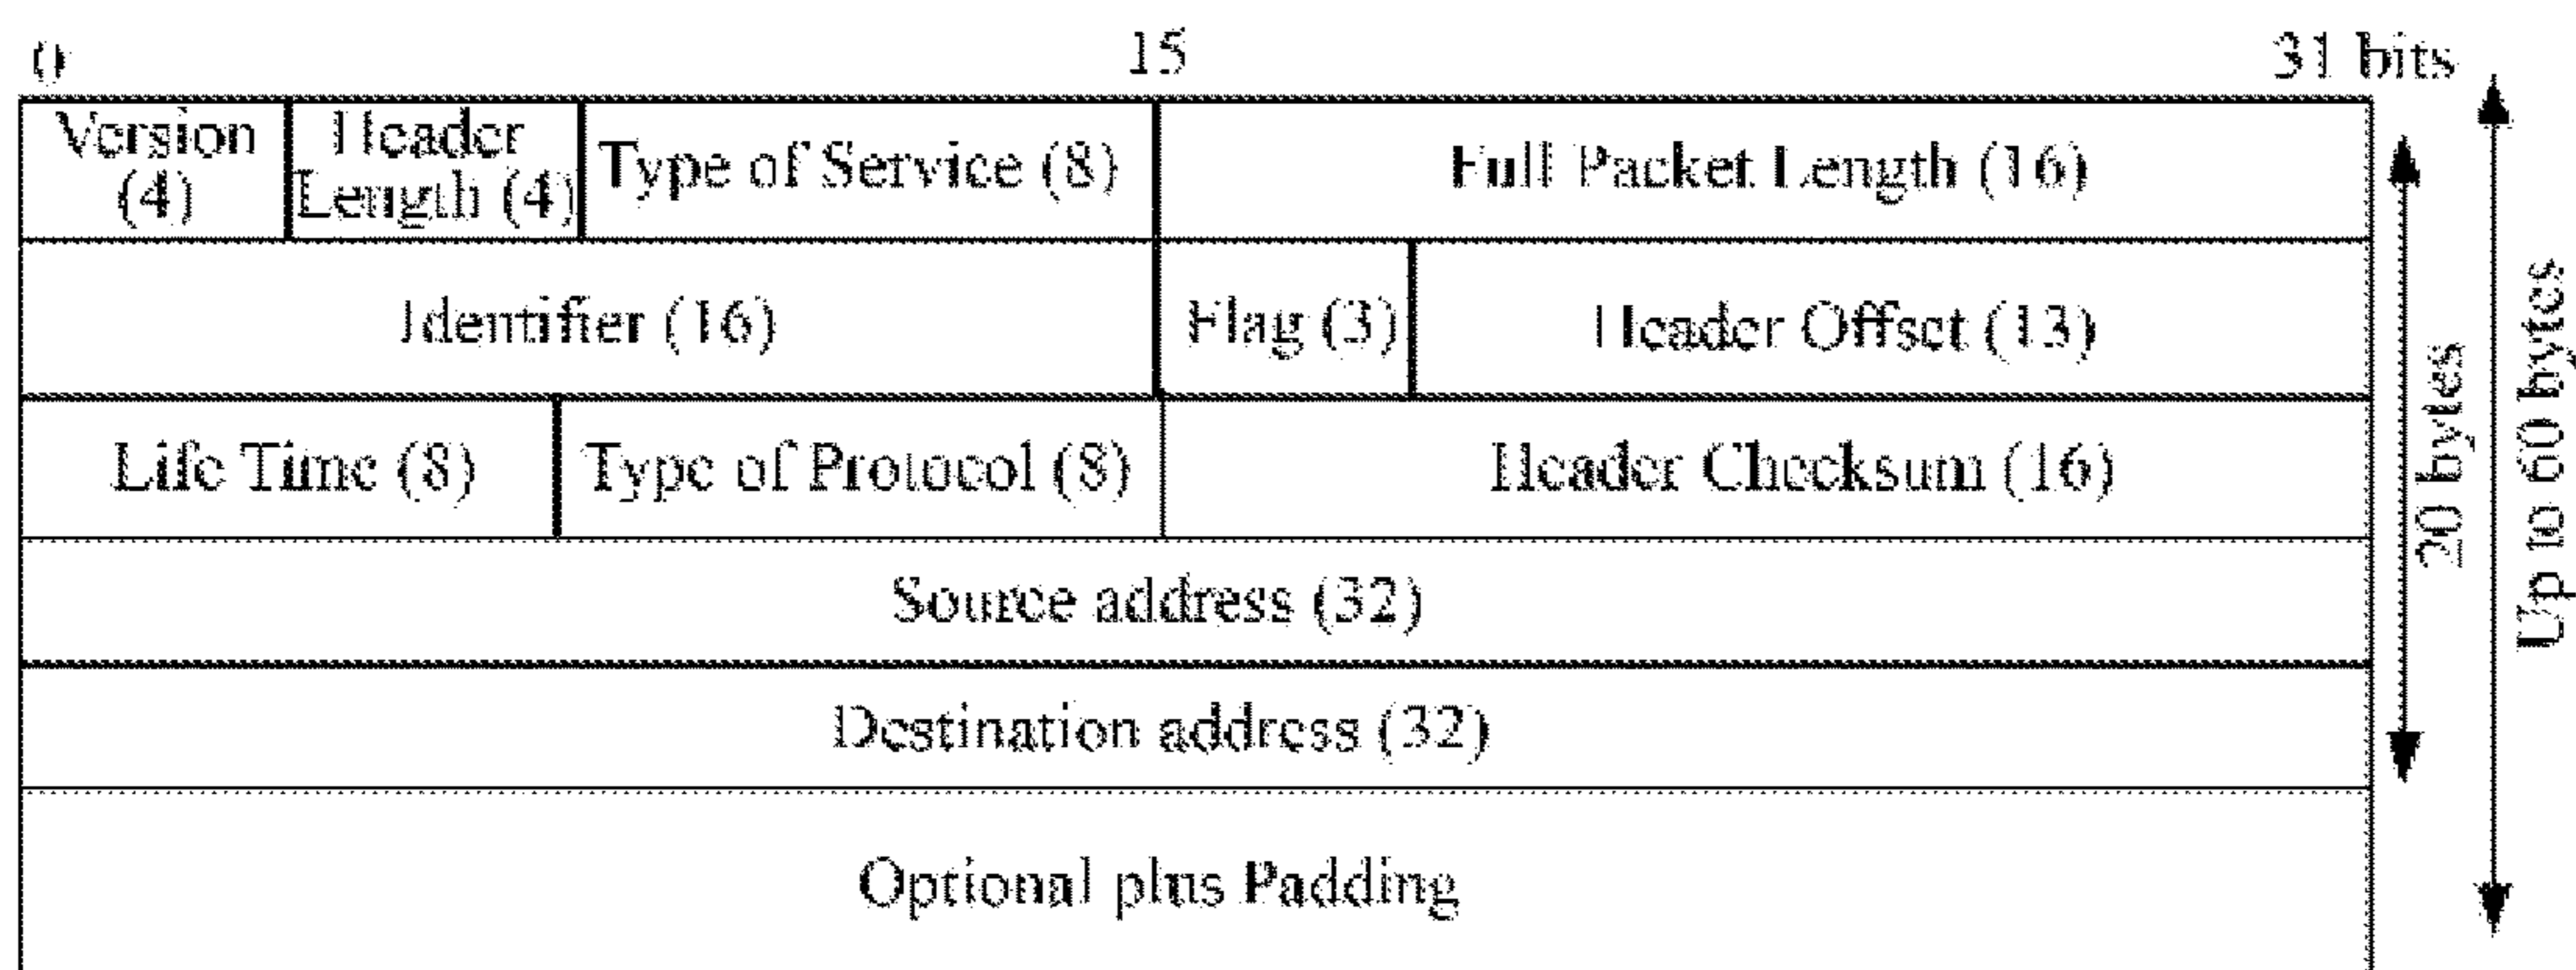 0 15 31 bits
Version (4) Header Length (4) Type of Service (8) Full Packet Length (16)
Identifier (16) Flag (3) Header Offset (13)
Life Time (8) Type of Protocol (8) Header Checksum (16)
Source address (32)
Destination address (32)
Optional plus Padding
20 bytes
Up to 60 bytes